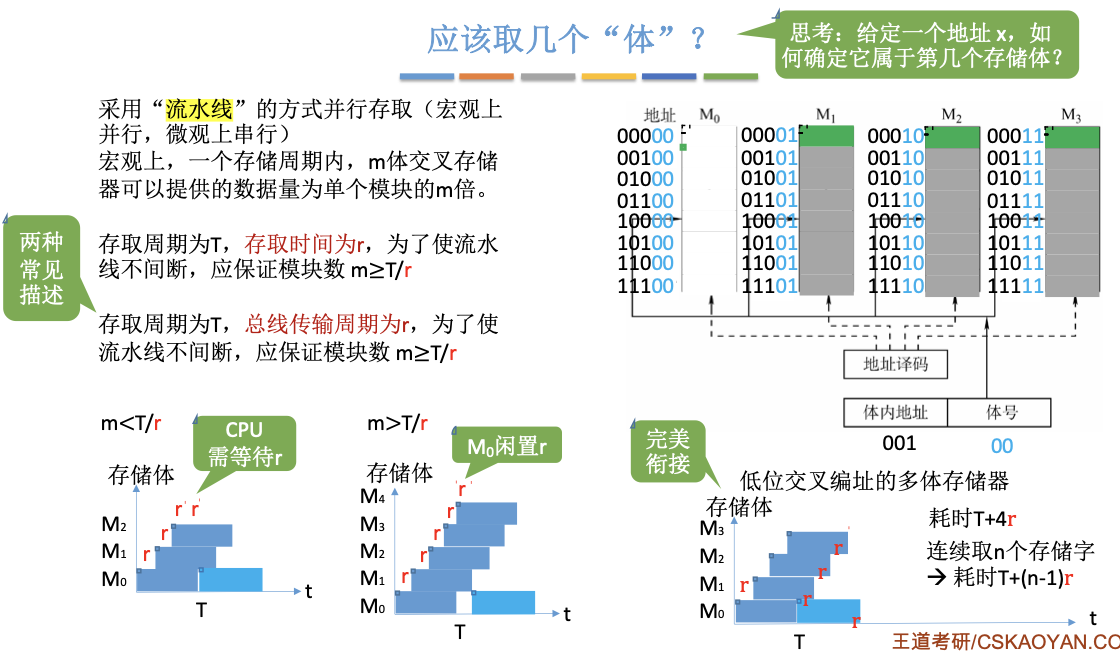 应该取几个“体”？
思考：给定一个地址 x，如
何确定它属于第几个存储体？
采用“流水线”的方式并行存取（宏观上
并行，微观上串行）
宏观上，一个存储周期内，m体交叉存储
器可以提供的数据量为单个模块的m倍。
两种
常见
描述
存取周期为T，存取时间为r，为了使流水
线不间断，应保证模块数 m≥T/r
存取周期为T，总线传输周期为r，为了使
流水线不间断，应保证模块数 m≥T/r
地址 M0 M1 M2 M3
00000 00001 00010 00011
00100 00101 00110 00111
01000 01001 01010 01011
01100 01101 01110 01111
10000 10001 10010 10011
10100 10101 10110 10111
11000 11001 11010 11011
11100 11101 11110 11111
地址译码
体内地址 体号
001 00
低位交叉编址的多体存储器
m<T/r
CPU
需等待r
存储体
r r
M2 r
M1 r
M0
t
T
m>T/r
M0闲置r
存储体
r
M4 r
M3 r
M2 r
M1 r
M0
t
T
完美
衔接
存储体
M3 r
M2 r
M1 r r
M0 r
t
T
耗时T+4r
连续取n个存储字
→ 耗时T+(n-1)r
王道考研/CSKAOYAN.CO